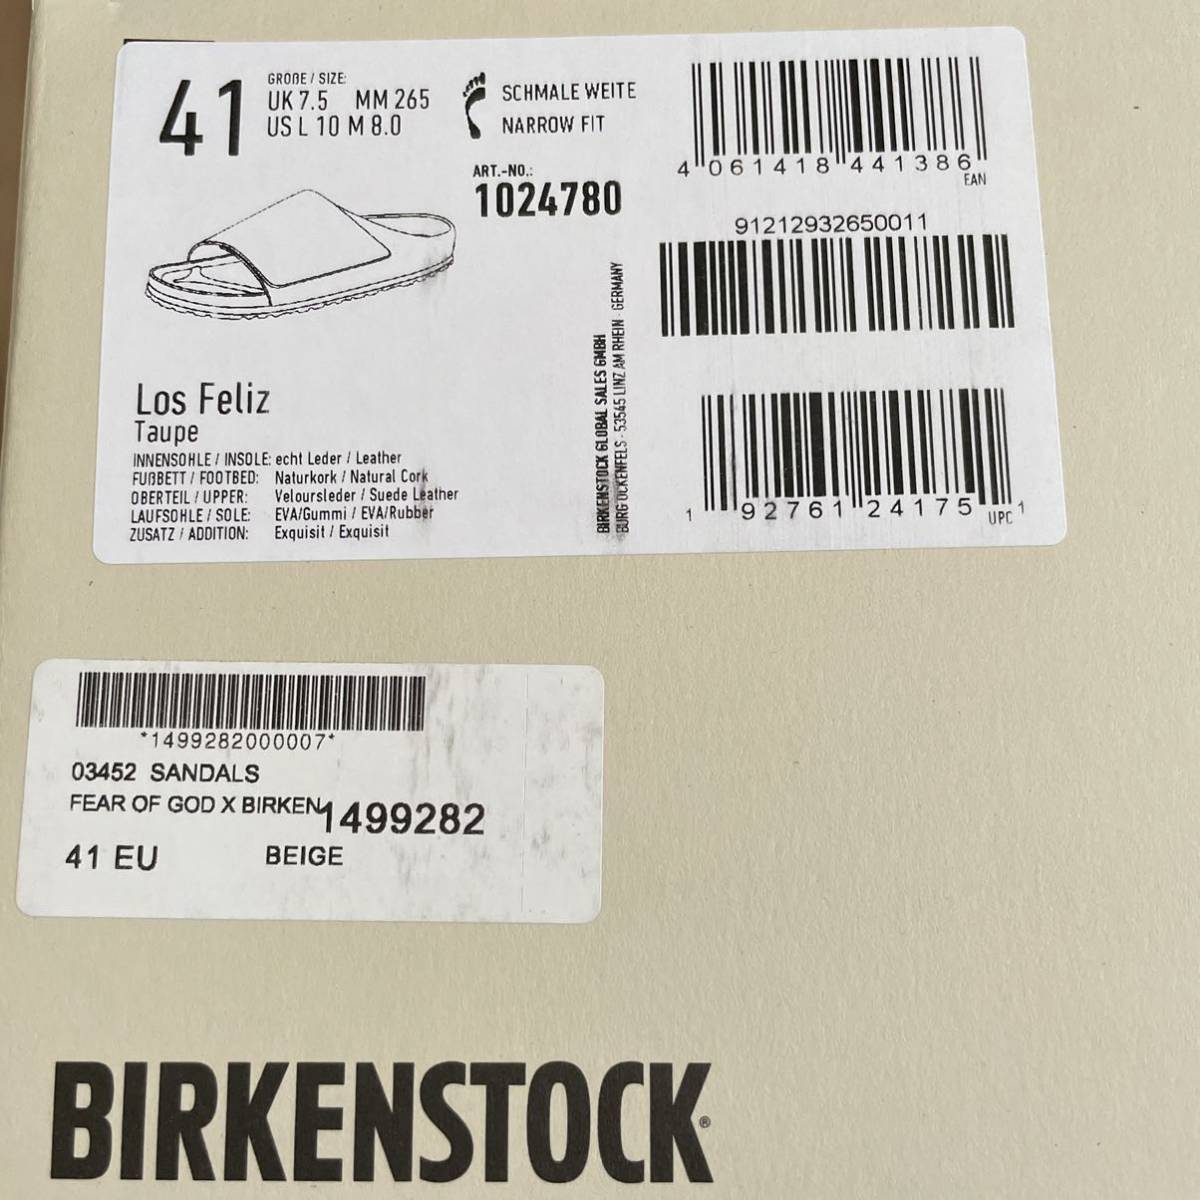 41
GRÖßE / SIZE:
UK 7.5 MM 265
US L 10 M 8.0
SCHMALE WEITE
NARROW FIT
ART.-NO.:
1024780
4 061418 441386
EAN
91212932650011
Los Feliz
Taupe
INNENSOHLE / INSOLE: echt Leder / Leather
FUßBETT / FOOTBED: Naturkork / Natural Cork
OBERTEIL / UPPER: Veloursleder / Suede Leather
LAUFSOHLE / SOLE: EVA/Gummi / EVA/Rubber
ZUSATZ / ADDITION: Exquisit / Exquisit
BIRKENSTOCK GLOBAL SALES GMBH
BURG OCKENFELS - 53545 LINZ AM RHEIN - GERMANY
1 92761 24175 1
UPC
*1499282000007*
03452 SANDALS
FEAR OF GOD X BIRKEN
1499282
41 EU BEIGE
BIRKENSTOCK®